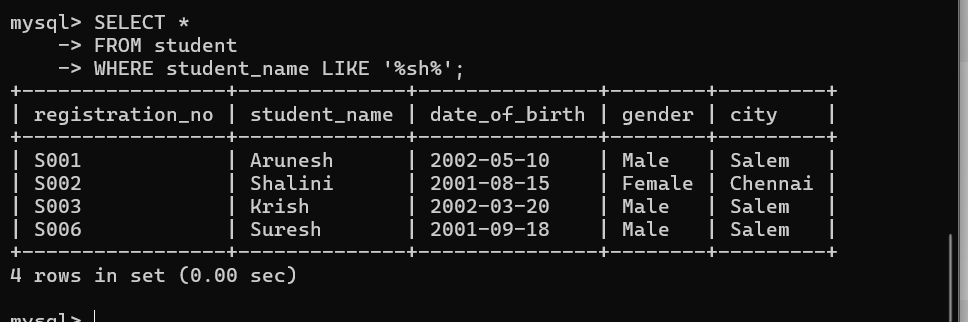 mysql> SELECT *
    -> FROM student
    -> WHERE student_name LIKE '%sh%';
+-----------------+--------------+---------------+--------+---------+
| registration_no | student_name | date_of_birth | gender | city    |
+-----------------+--------------+---------------+--------+---------+
| S001            | Arunesh      | 2002-05-10    | Male   | Salem   |
| S002            | Shalini      | 2001-08-15    | Female | Chennai |
| S003            | Krish        | 2002-03-20    | Male   | Salem   |
| S006            | Suresh       | 2001-09-18    | Male   | Salem   |
+-----------------+--------------+---------------+--------+---------+
4 rows in set (0.00 sec)
mysql>